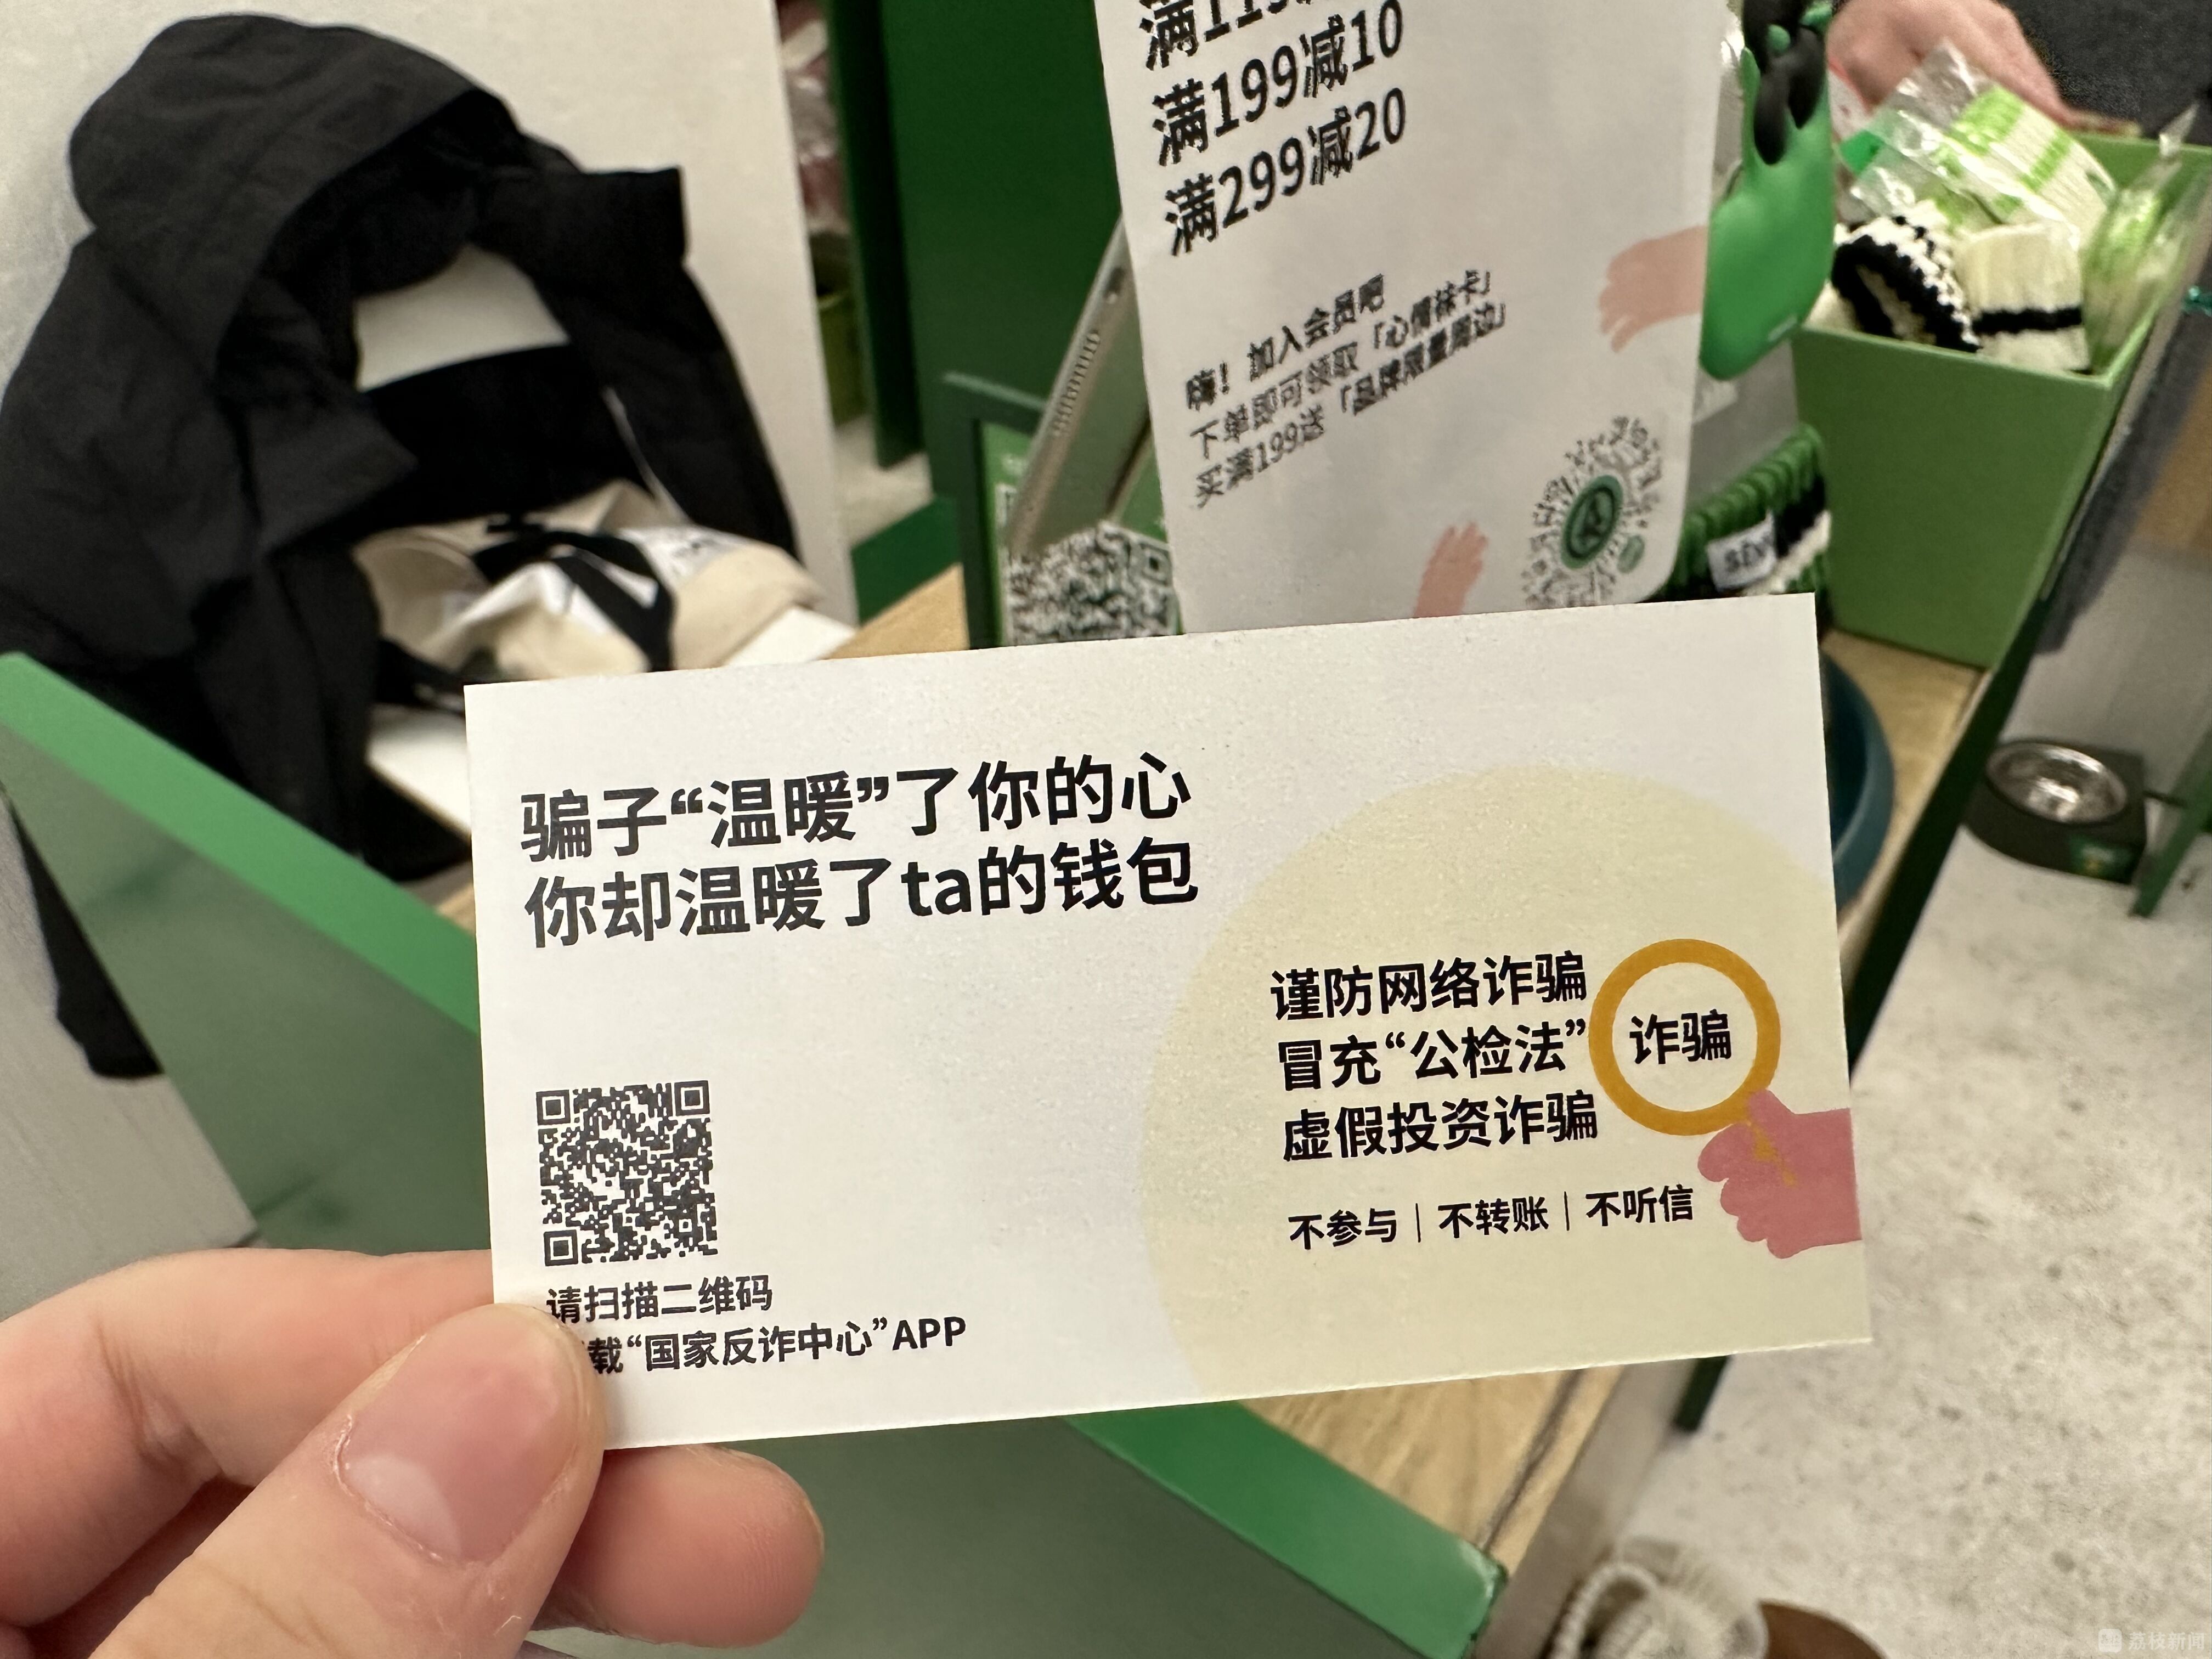 满199减10
满299减20
嗨！加入会员吧
下单即可领取「心情袜卡」
买满199送「品牌限量周边」
骗子“温暖”了你的心
你却温暖了ta的钱包
谨防网络诈骗
冒充“公检法”诈骗
虚假投资诈骗
不参与｜不转账｜不听信
请扫描二维码
载“国家反诈中心”APP
荔枝新闻